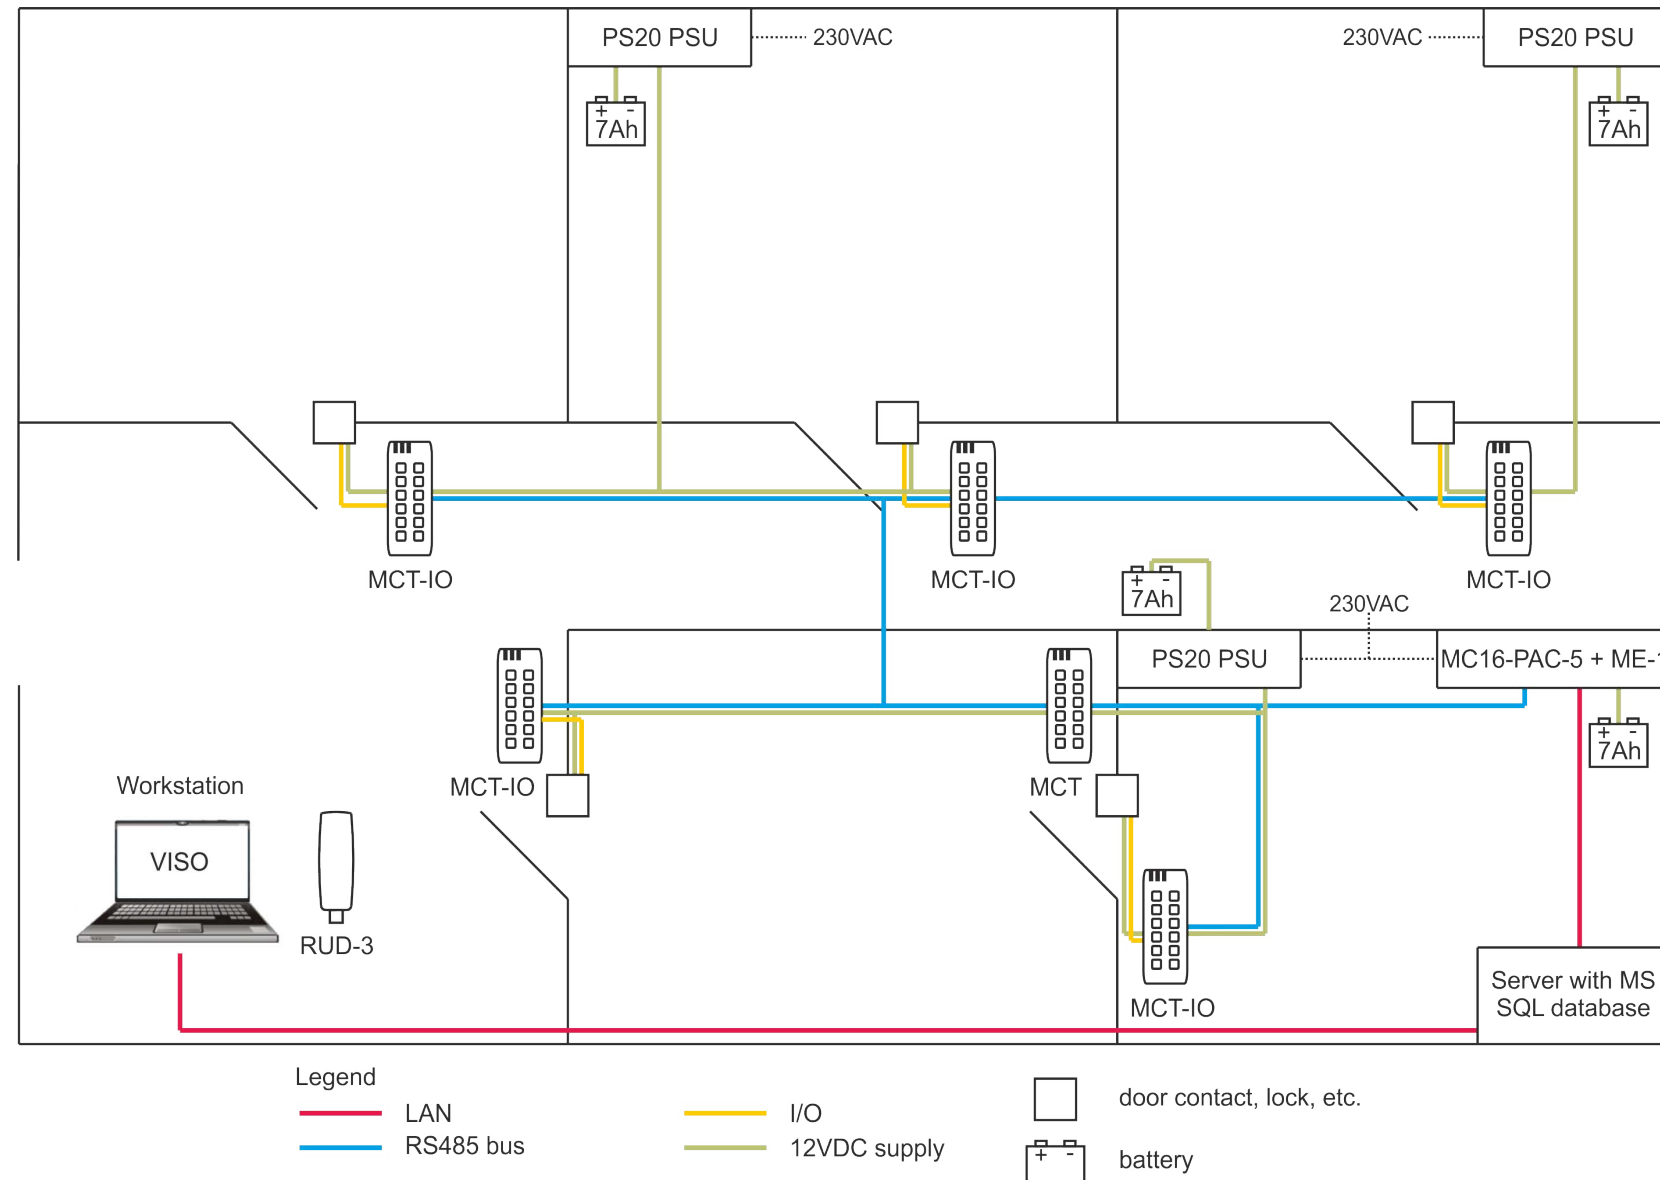 PS20 PSU
230VAC
230VAC
PS20 PSU
+ -
7Ah
+ -
7Ah
MCT-IO
MCT-IO
MCT-IO
+ -
7Ah
230VAC
PS20 PSU
MC16-PAC-5 + ME-1
+ -
7Ah
MCT-IO
MCT
Workstation
VISO
RUD-3
MCT-IO
Server with MS
SQL database
Legend
LAN
I/O
door contact, lock, etc.
RS485 bus
12VDC supply
+ -
battery